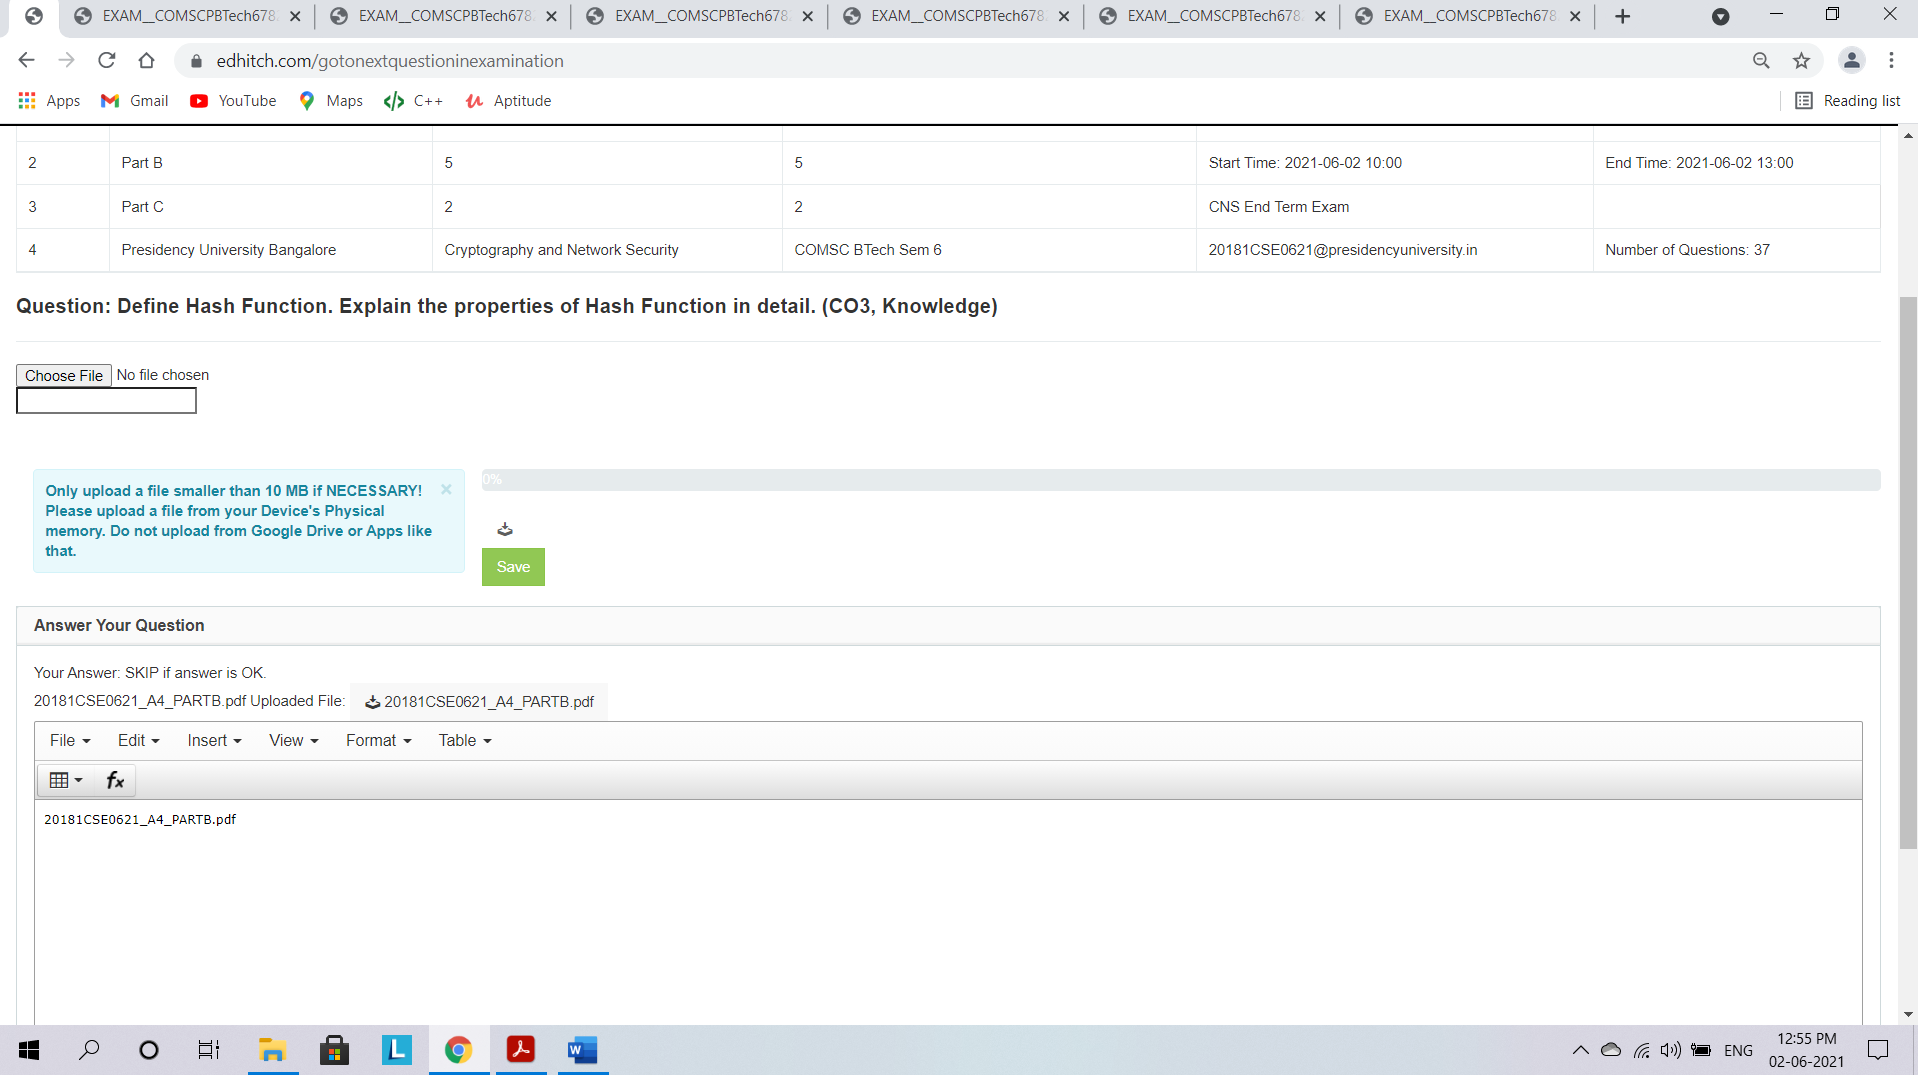 EXAM__COMSCPBTech678 EXAM__COMSCPBTech678 EXAM__COMSCPBTech678 EXAM__COMSCPBTech678 EXAM__COMSCPBTech678 EXAM__COMSCPBTech678
edhitch.com/gotonextquestioninexamination
Apps Gmail YouTube Maps C++ Aptitude Reading list
2 Part B 5 5 Start Time: 2021-06-02 10:00 End Time: 2021-06-02 13:00
3 Part C 2 2 CNS End Term Exam
4 Presidency University Bangalore Cryptography and Network Security COMSC BTech Sem 6 20181CSE0621@presidencyuniversity.in Number of Questions: 37
Question: Define Hash Function. Explain the properties of Hash Function in detail. (CO3, Knowledge)
Choose File No file chosen
Only upload a file smaller than 10 MB if NECESSARY! ×
Please upload a file from your Device's Physical
memory. Do not upload from Google Drive or Apps like
that.
0%
Save
Answer Your Question
Your Answer: SKIP if answer is OK.
20181CSE0621_A4_PARTB.pdf Uploaded File: 20181CSE0621_A4_PARTB.pdf
File Edit Insert View Format Table
fx
20181CSE0621_A4_PARTB.pdf
ENG
12:55 PM
02-06-2021